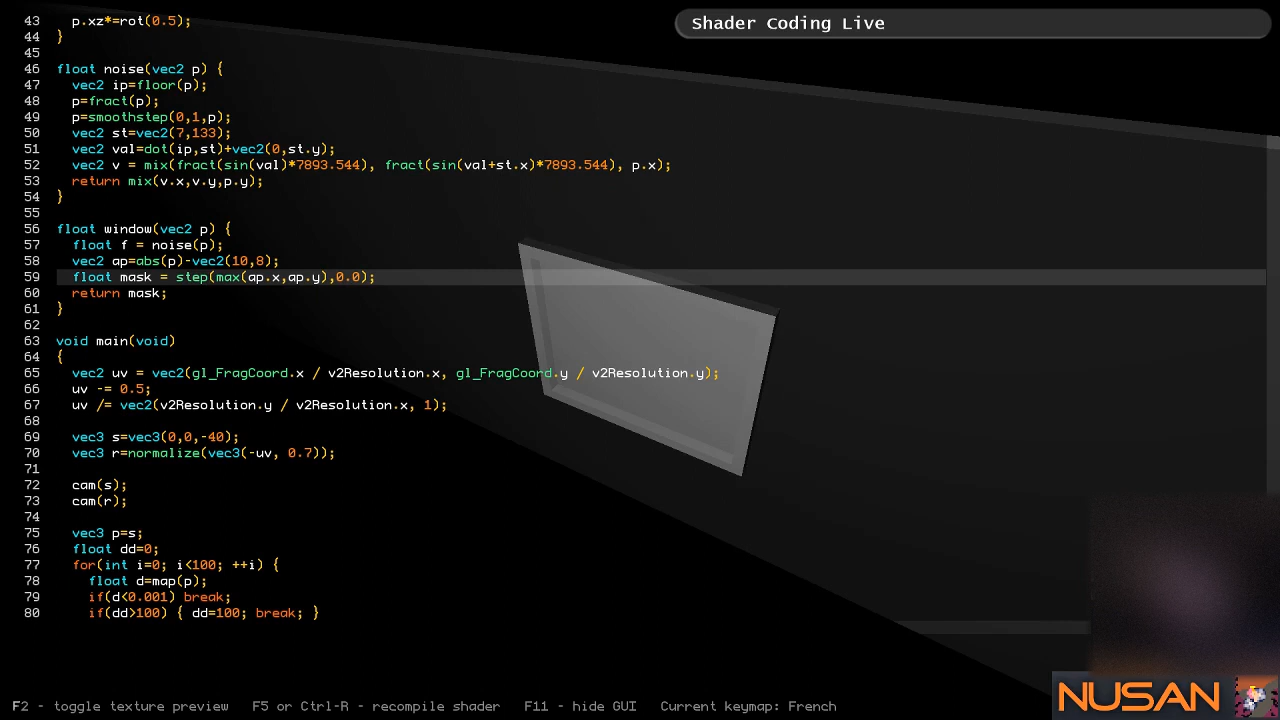 43 p.xz*=rot(0.5);
Shader Coding Live
44 }
45
46 float noise(vec2 p) {
47 vec2 ip=floor(p);
48 p=fract(p);
49 p=smoothstep(0,1,p);
50 vec2 st=vec2(7,133);
51 vec2 val=dot(ip,st)+vec2(0,st.y);
52 vec2 v = mix(fract(sin(val)*7893.544), fract(sin(val+st.x)*7893.544), p.x);
53 return mix(v.x,v.y,p.y);
54 }
55
56 float window(vec2 p) {
57 float f = noise(p);
58 vec2 ap=abs(p)-vec2(10,8);
59 float mask = step(max(ap.x,ap.y),0.0);
60 return mask;
61 }
62
63 void main(void)
64 {
65 vec2 uv = vec2(gl_FragCoord.x / v2Resolution.x, gl_FragCoord.y / v2Resolution.y);
66 uv -= 0.5;
67 uv /= vec2(v2Resolution.y / v2Resolution.x, 1);
68
69 vec3 s=vec3(0,0,-40);
70 vec3 r=normalize(vec3(-uv, 0.7));
71
72 cam(s);
73 cam(r);
74
75 vec3 p=s;
76 float dd=0;
77 for(int i=0; i<100; ++i) {
78 float d=map(p);
79 if(d<0.001) break;
80 if(dd>100) { dd=100; break; }
F2 - toggle texture preview F5 or Ctrl-R - recompile shader F11 - hide GUI Current keymap: French
NUSAN